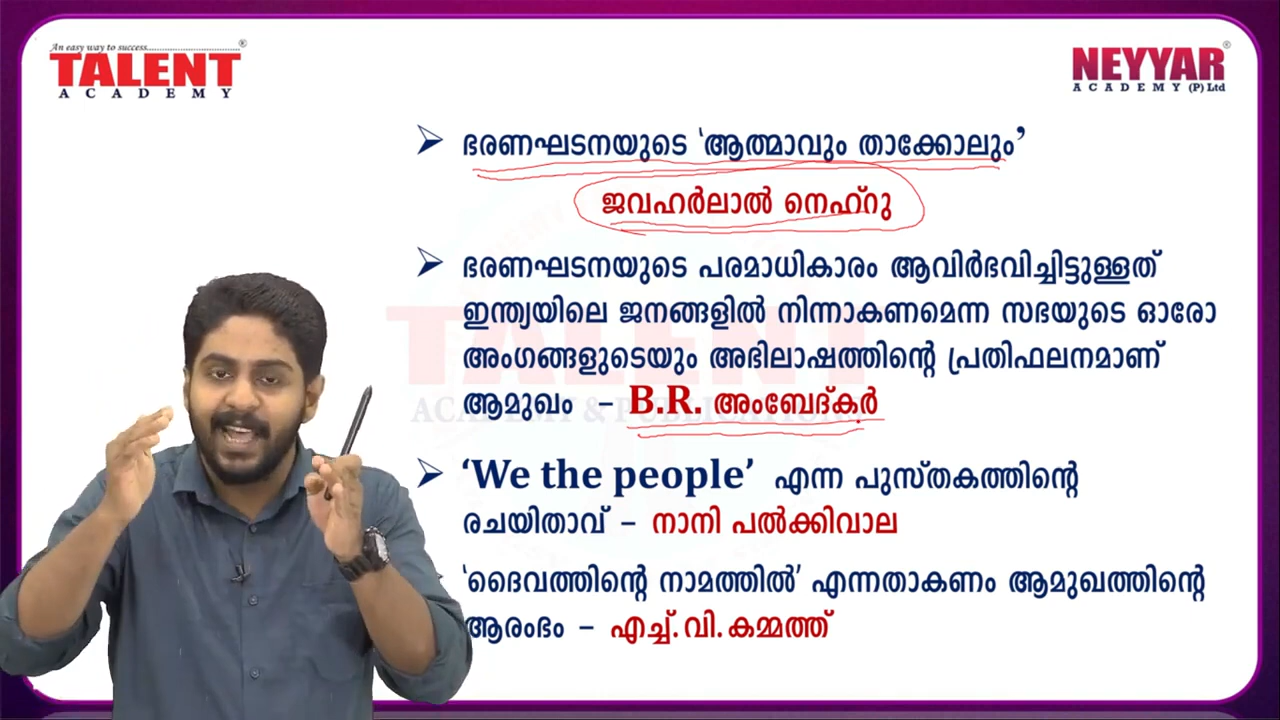 An easy way to success
TALENT
ACADEMY
NEYYAR
ACADEMY (P) Ltd
ഭരണഘടനയുടെ 'ആത്മാവും താക്കോലും'
ജവഹർലാൽ നെഹ്റു
ഭരണഘടനയുടെ പരമാധികാരം ആവിർഭവിച്ചിട്ടുള്ളത്
ഇന്ത്യയിലെ ജനങ്ങളിൽ നിന്നാകണമെന്ന സഭയുടെ ഓരോ
അംഗങ്ങളുടെയും അഭിലാഷത്തിന്റെ പ്രതിഫലനമാണ്
ആമുഖം – B.R. അംബേദ്കർ
'We the people' എന്ന പുസ്തകത്തിന്റെ
രചയിതാവ് – നാനി പൽക്കിവാല
'ദൈവത്തിന്റെ നാമത്തിൽ' എന്നതാകണം ആമുഖത്തിന്റെ
ആരംഭം – എച്ച്.വി.കമ്മത്ത്